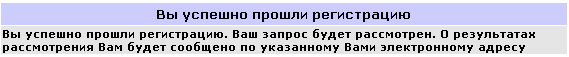 Вы успешно прошли регистрацию
Вы успешно прошли регистрацию. Ваш запрос будет рассмотрен. О результатах
рассмотрения Вам будет сообщено по указанному Вами электронному адресу